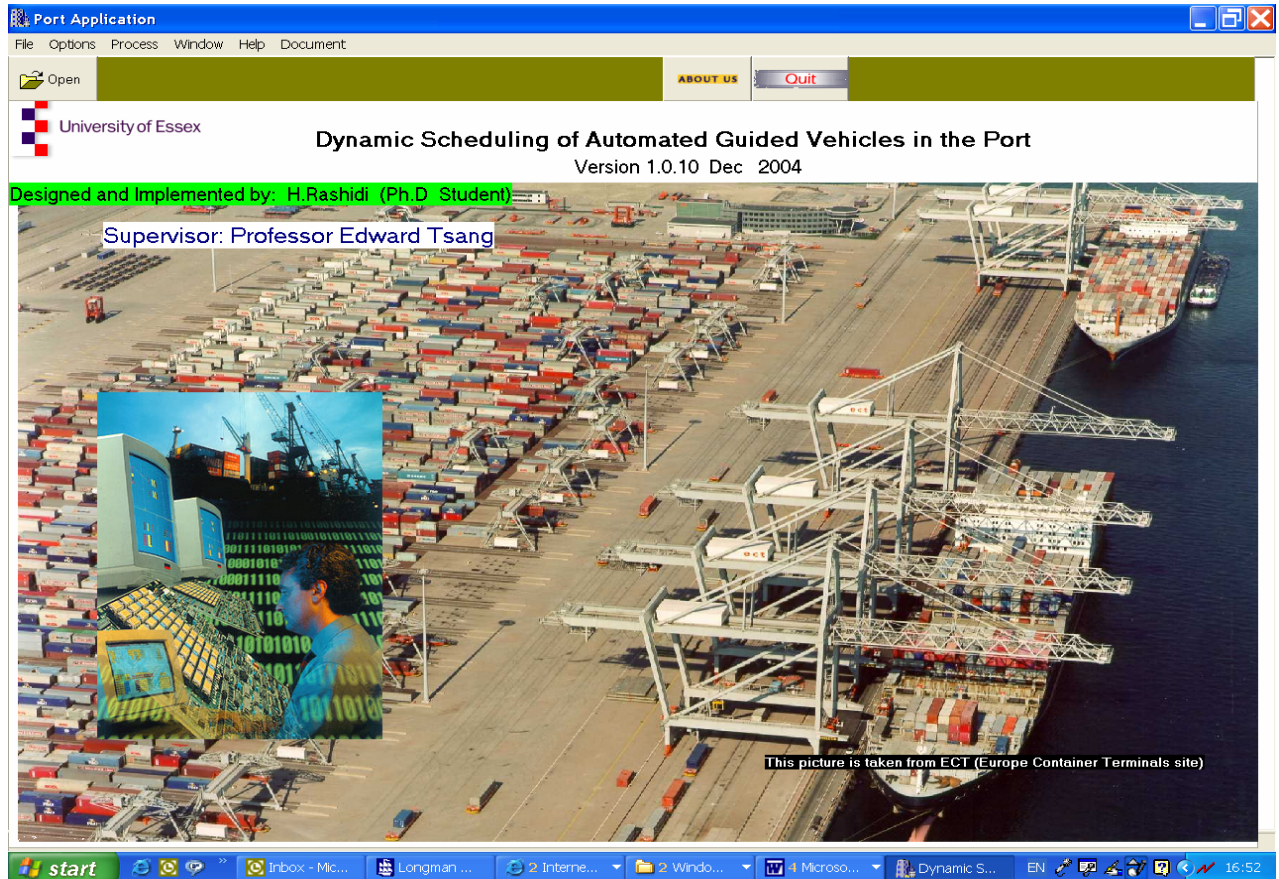 Port Application
File Options Process Window Help Document
Open
ABOUT US
Quit
University of Essex
Dynamic Scheduling of Automated Guided Vehicles in the Port
Version 1.0.10 Dec 2004
Designed and Implemented by: H.Rashidi (Ph.D Student)
Supervisor: Professor Edward Tsang
ect
ect
This picture is taken from ECT (Europe Container Terminals site)
start
Inbox - Mic...
Longman ...
2 Interne...
2 Windo...
4 Microso...
Dynamic S...
EN
16:52